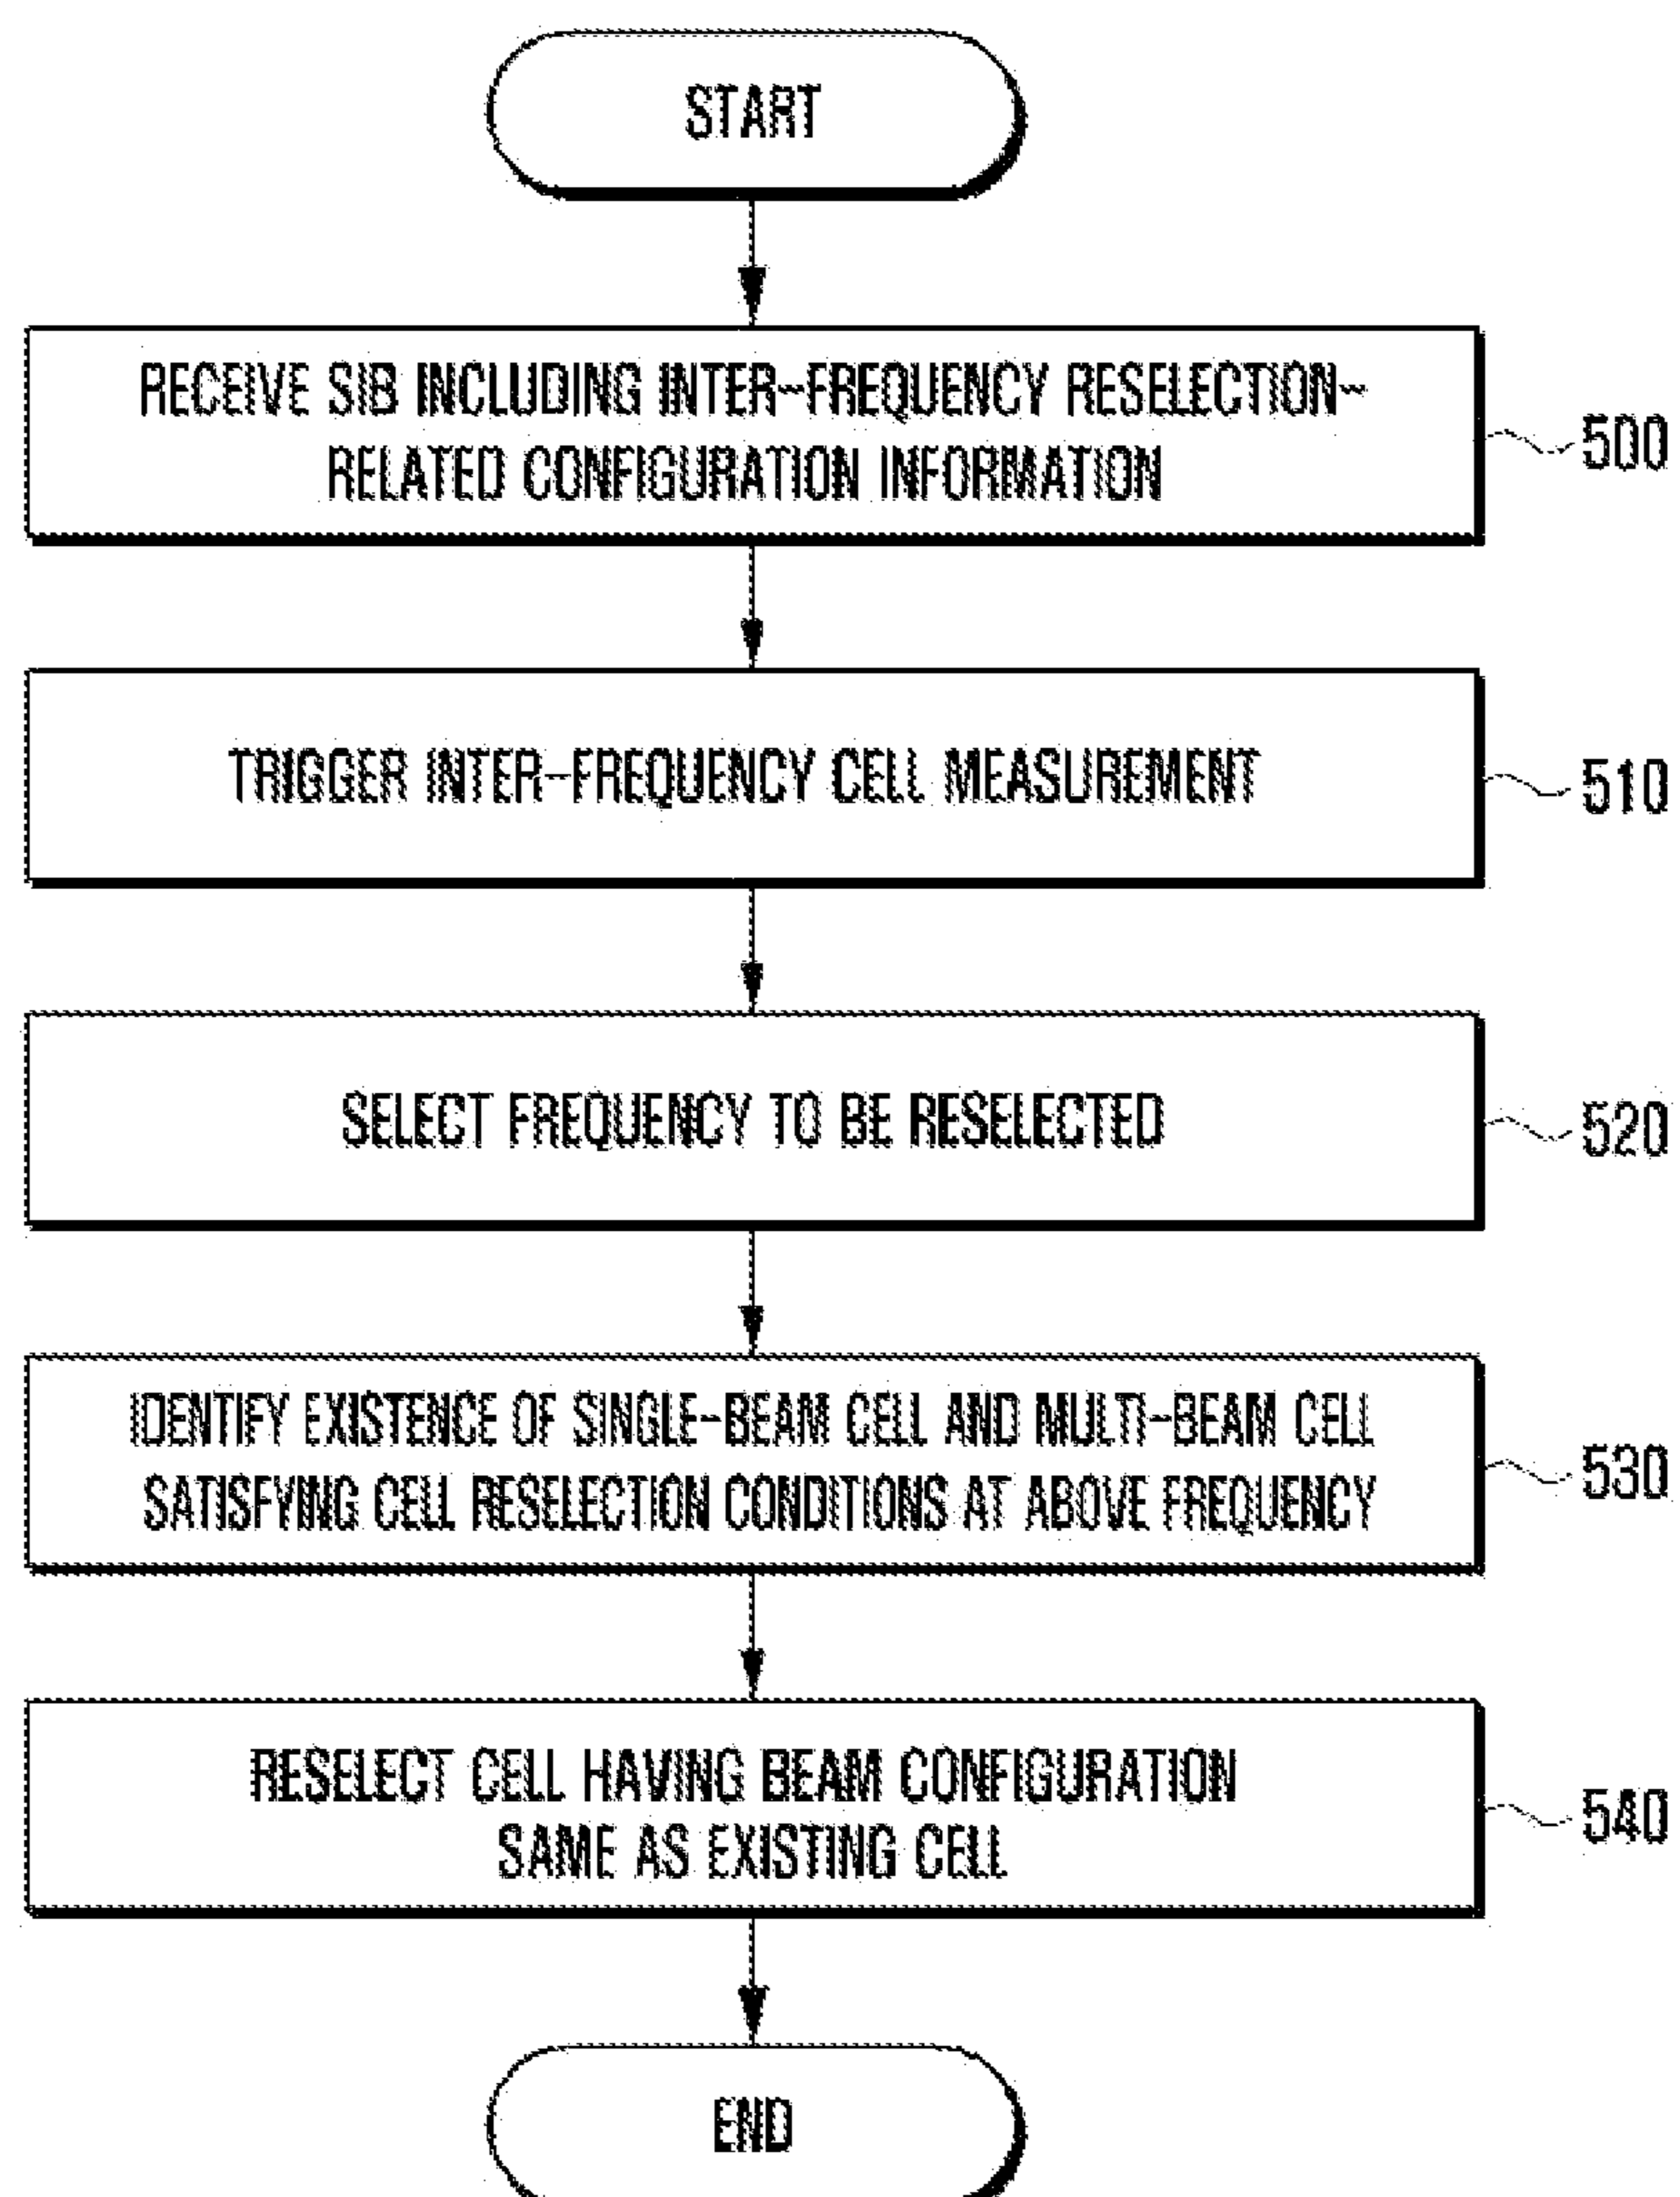 START
RECEIVE SIB INCLUDING INTER-FREQUENCY RESELECTION-
RELATED CONFIGURATION INFORMATION
500
TRIGGER INTER-FREQUENCY CELL MEASUREMENT
510
SELECT FREQUENCY TO BE RESELECTED
520
IDENTIFY EXISTENCE OF SINGLE-BEAM CELL AND MULTI-BEAM CELL
SATISFYING CELL RESELECTION CONDITIONS AT ABOVE FREQUENCY
530
RESELECT CELL HAVING BEAM CONFIGURATION
SAME AS EXISTING CELL
540
END